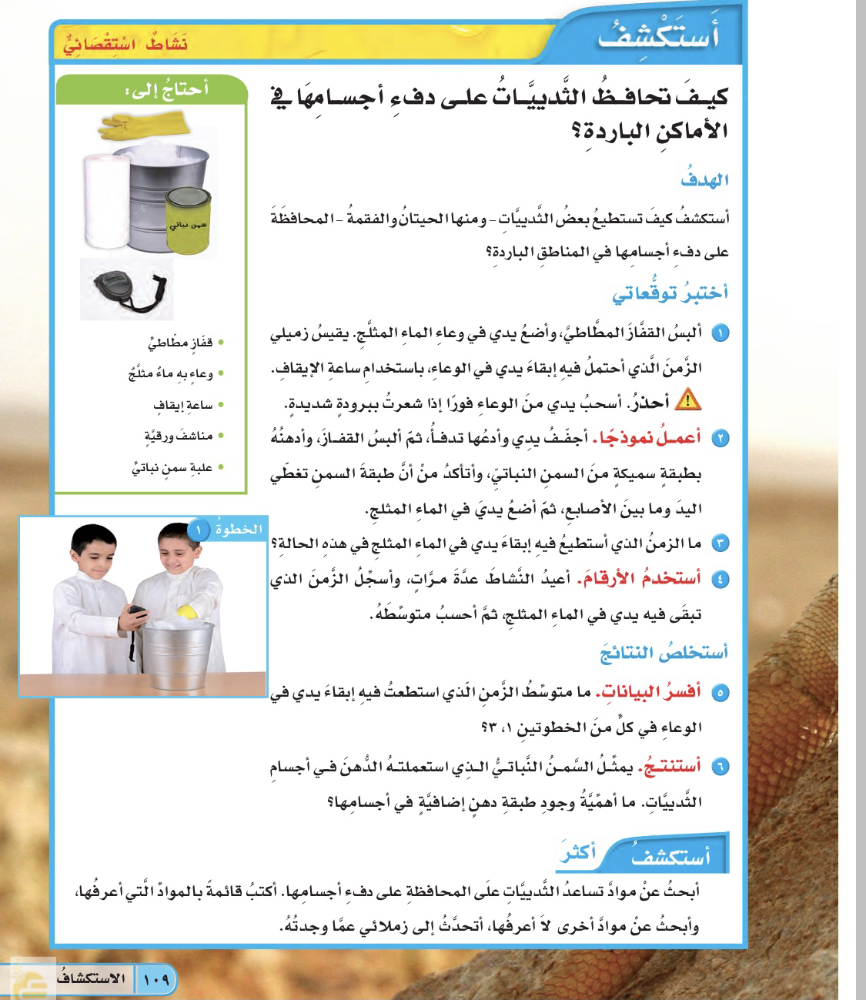 أَستَكْشِفُ
نَشَاطٌ اسْتِقْصَائِيٌّ
كيفَ تحافظُ الثَّدييَّاتُ على دفءِ أجسامِهَا في
الأماكنِ الباردةِ؟
الهدفُ
أستكشفُ كيفَ تستطيعُ بعضُ الثَّدييَّاتِ - ومنها الحيتانُ والفقمةُ - المحافظَةَ
على دفءِ أجسامِها في المناطقِ الباردةِ؟
أختبرُ توقُّعاتي
١ ألبسُ القفَّازَ المطَّاطيَّ، وأضعُ يدي في وعاءِ الماءِ المثلَّجِ. يقيسُ زميلي
الزَّمنَ الَّذي أحتملُ فيهِ إبقاءَ يدي في الوعاءِ، باستخدامِ ساعةِ الإيقافِ.
أحذرُ. أسحبُ يدي منَ الوعاءِ فورًا إذا شعرتُ ببرودةٍ شديدةٍ.
٢ أعملُ نموذجًا. أجفّفُ يدِي وأدعُها تدفأُ، ثمّ ألبسُ القفازَ، وأدهنُهُ
بطبقةٍ سميكةٍ منَ السمنِ النباتيّ، وأتأكدُ منْ أنَّ طبقةَ السمنِ تغطّي
اليدَ وما بينَ الأصابعِ، ثمّ أضعُ يديَ في الماءِ المثلجِ.
٣ ما الزمنُ الذي أستطيعُ فيهِ إبقاءَ يدي في الماءِ المثلجِ في هذهِ الحالةِ؟
٤ أستخدمُ الأرقامَ. أعيدُ النَّشاطَ عدَّةَ مرَّاتٍ، وأسجِّلُ الزَّمنَ الذي
تبقَى فيه يدي في الماءِ المثلجِ، ثمَّ أحسبُ متوسِّطَهُ.
أستخلصُ النتائجَ
٥ أفسرُ البياناتِ. ما متوسِّطُ الزَّمنِ الّذي استطعتُ فيهِ إبقاءَ يدي في
الوعاءِ في كلٍّ منَ الخطوتينِ ١، ٣؟
٦ أستنتجُ. يمثّلُ السَّمنُ النَّباتيُّ الذي استعملتهُ الدُّهنَ في أجسامِ
الثَّدييَّاتِ. ما أهمِّيَّةُ وجودِ طبقةِ دهنٍ إضافيَّةٍ في أجسامِها؟
أستكشفُ أكثرَ
أبحثُ عنْ موادَّ تساعدُ الثَّدييَّاتِ علَى المحافظةِ على دفءِ أجسامِها. أكتبُ قائمةً بالموادِّ الَّتي أعرفُها،
وأبحثُ عنْ موادَّ أخرى لاَ أعرفُها، أتحدَّثُ إلى زملائي عمَّا وجدتُهُ.
أحتاجُ إلى:
سمن نباتي
• قفَازٍ مطّاطيٍّ
• وعاءٍ بهِ ماءٌ مثلَّجٌ
• ساعةِ إيقافٍ
• مناشفَ ورقيَّةٍ
• علبةِ سمنٍ نباتيٍّ
الخطوةُ ١
الاستكشافُ ١٠٩